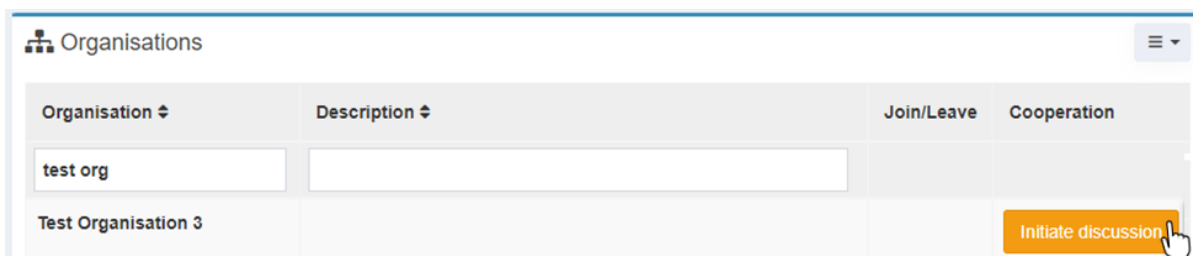 Organisations
Organisation Description Join/Leave Cooperation
test org
Test Organisation 3 Initiate discussion